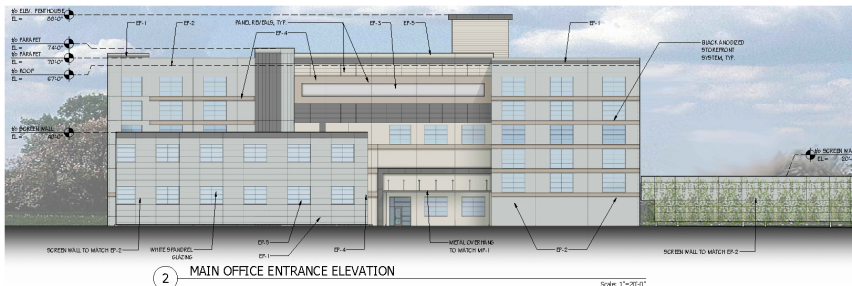 t/o ELEV. PENTHOUSE
EL = 88'-0"
t/o PARAPET
EL = 74'-0"
t/o PARAPET
EL = 70'-0"
t/o ROOF
EL = 67'-0"
t/o SCREEN WALL
EL =
EF-1
EF-2
PANEL REVEALS, TYP.
EF-4
EF-3
EF-5
EF-1
BLACK ANODIZED
STOREFRONT
SYSTEM, TYP.
t/o SCREEN WA
EL = 20'-
SCREEN WALL TO MATCH EF-2
WHITE SPANDREL
GLAZING
EF-1
EF-4
METAL OVERHANG
TO MATCH MP-1
EF-2
SCREEN WALL TO MATCH EF-2
2
MAIN OFFICE ENTRANCE ELEVATION
Scale: 1"=20'-0"